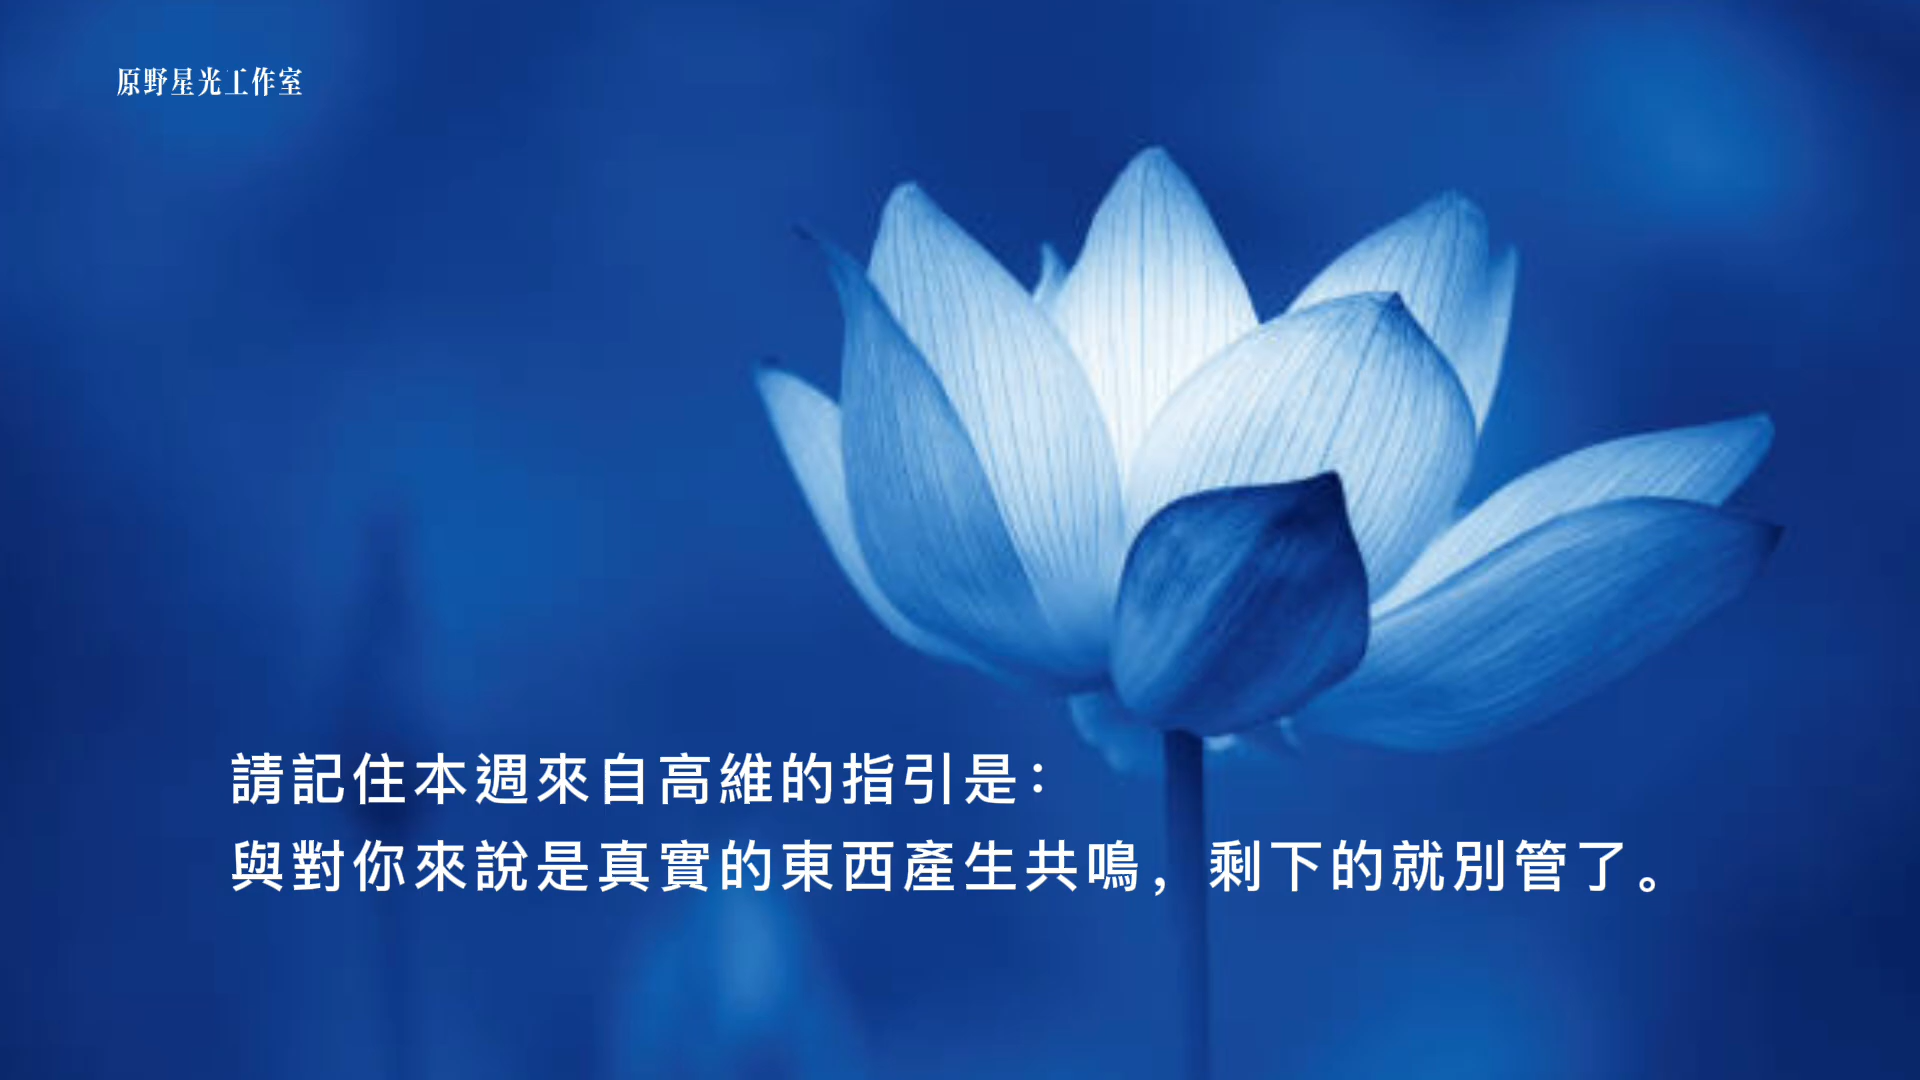 原野星光工作室
請記住本週來自高維的指引是：
與對你來說是真實的東西產生共鳴，剩下的就別管了。